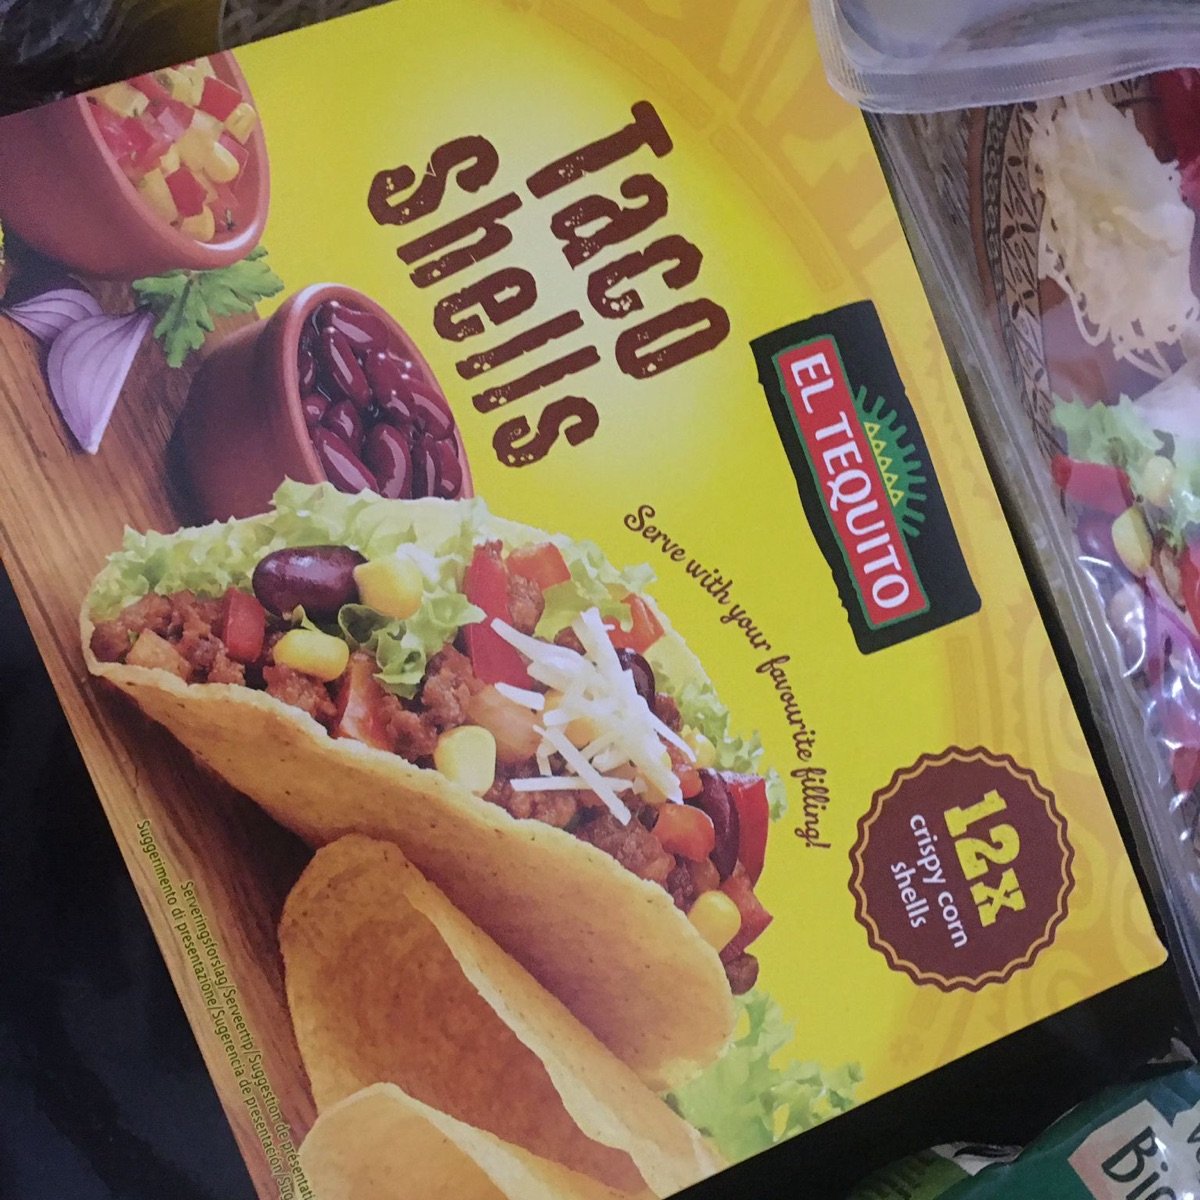 Taco
Shells
EL TEQUITO
Serve with your favourite filling!
12x
crispy corn
shells
Serveringsforslag/Serveertip/Suggestion de présentation/
Suggerimento di presentazione/Sugerencia de presentación/